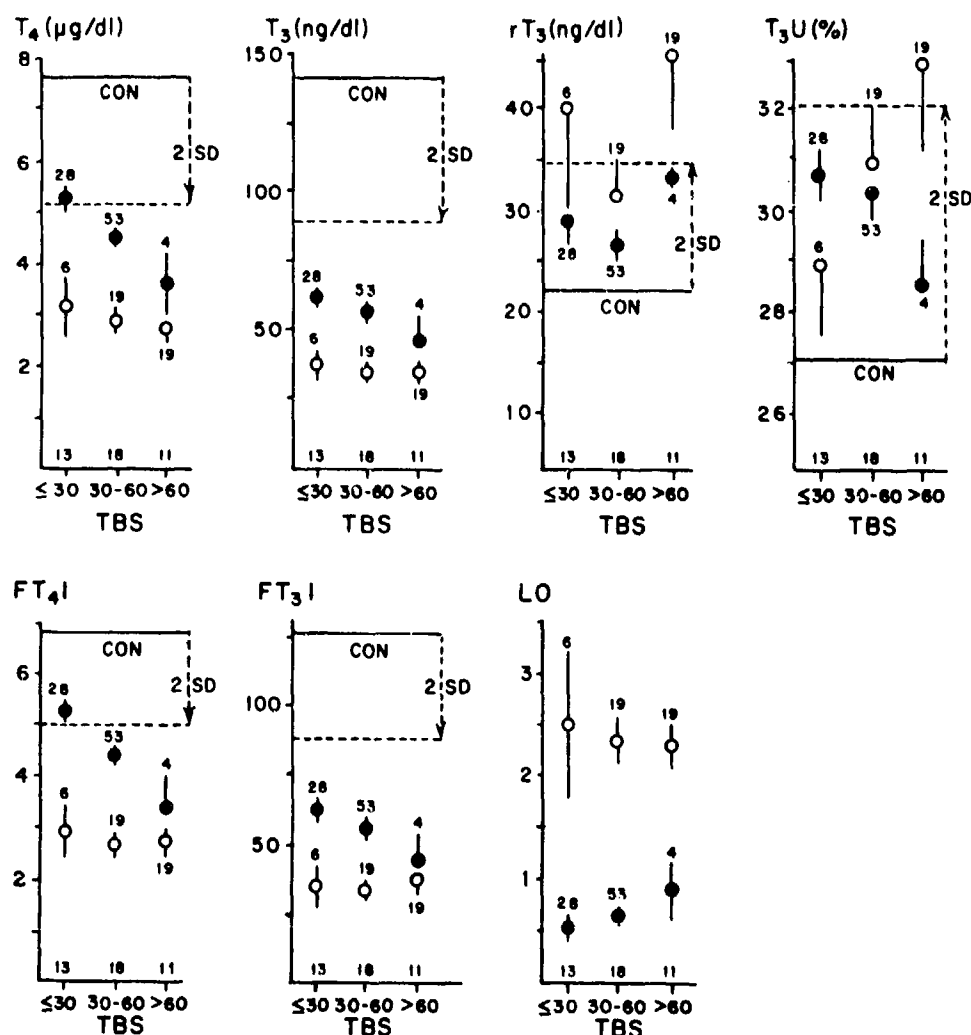 T₄(µg/dl)
8
6
4
2
CON
2 SD
28
53
4
6
19
19
13 18 11
≤30 30-60 >60
TBS
T₃(ng/dl)
150
100
50
CON
2 SD
28
53
4
6
19
19
13 18 11
≤30 30-60 >60
TBS
rT₃(ng/dl)
40
30
20
10
6
19
19
28
53
4
2 SD
CON
13 18 11
≤30 30-60 >60
TBS
T₃U(%)
32
30
28
26
28
19
19
6
53
4
2 SD
CON
13 18 11
≤30 30-60 >60
TBS
FT₄I
6
4
2
CON
2 SD
28
53
4
6
19
19
13 18 11
≤30 30-60 >60
TBS
FT₃I
100
50
CON
2 SD
28
53
4
6
19
19
13 18 11
≤30 30-60 >60
TBS
LO
3
2
1
6
19
19
28
53
4
13 18 11
≤30 30-60 >60
TBS